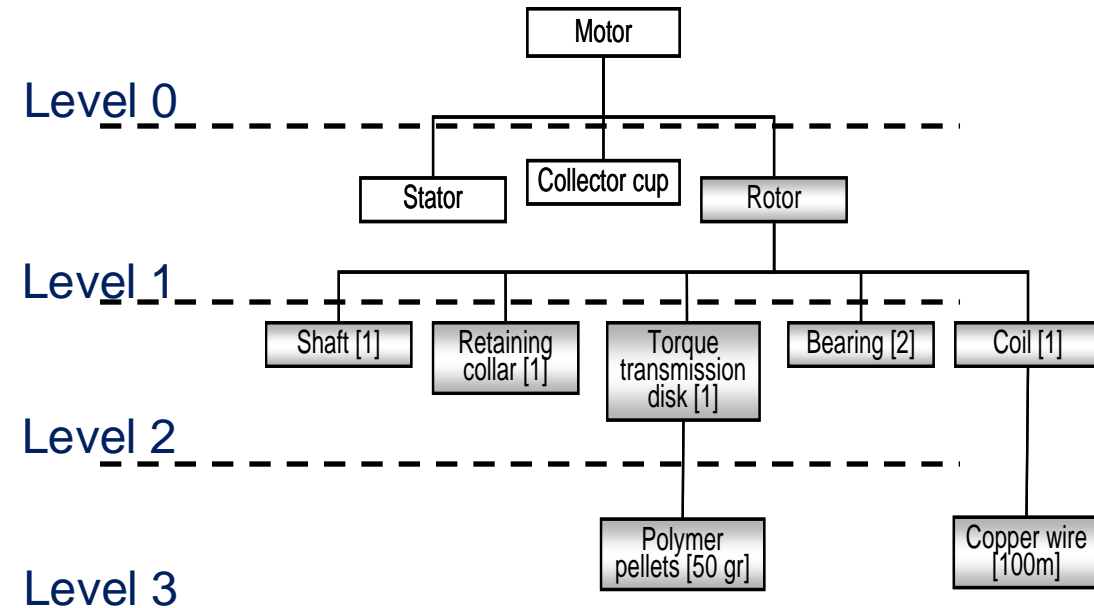 Motor
Level 0
Stator
Collector cup
Rotor
Level 1
Shaft [1]
Retaining
collar [1]
Torque
transmission
disk [1]
Bearing [2]
Coil [1]
Level 2
Polymer
pellets [50 gr]
Copper wire
[100m]
Level 3